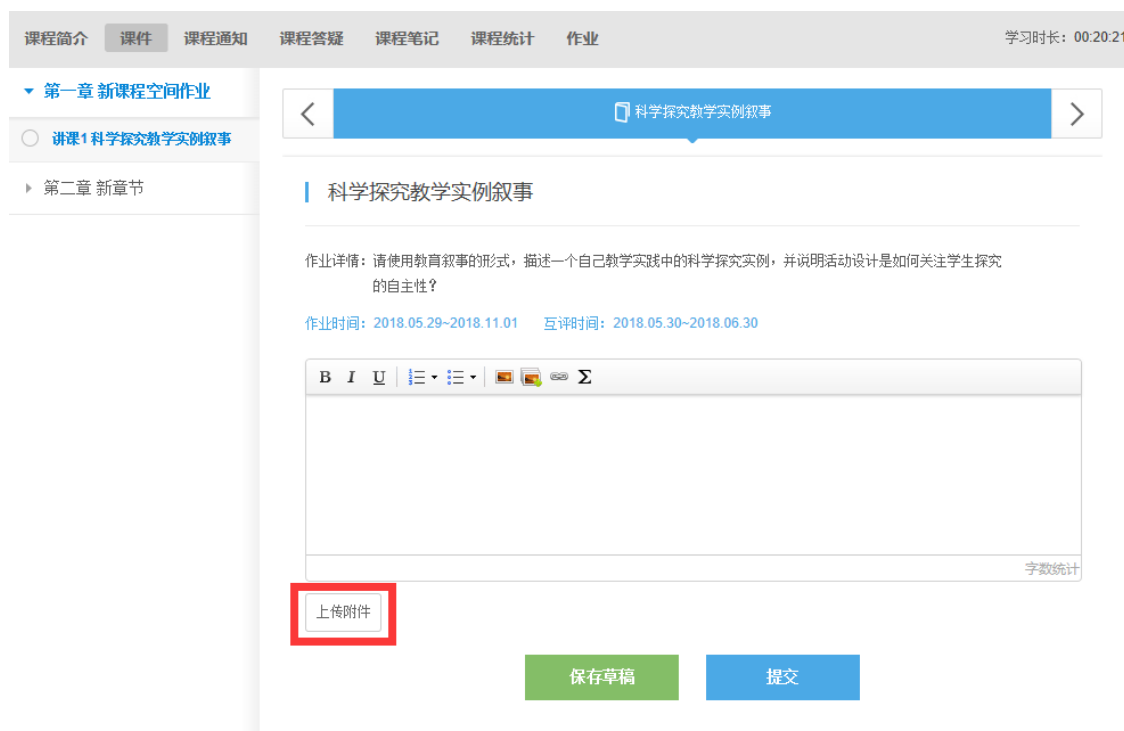 课程简介 课件 课程通知 课程答疑 课程笔记 课程统计 作业 学习时长：00:20:21
第一章 新课程空间作业
讲课1 科学探究教学实例叙事
第二章 新章节
科学探究教学实例叙事
科学探究教学实例叙事
作业详情：请使用教育叙事的形式，描述一个自己教学实践中的科学探究实例，并说明活动设计是如何关注学生探究
的自主性？
作业时间：2018.05.29~2018.11.01 互评时间：2018.05.30~2018.06.30
B I U Σ
字数统计
上传附件
保存草稿 提交